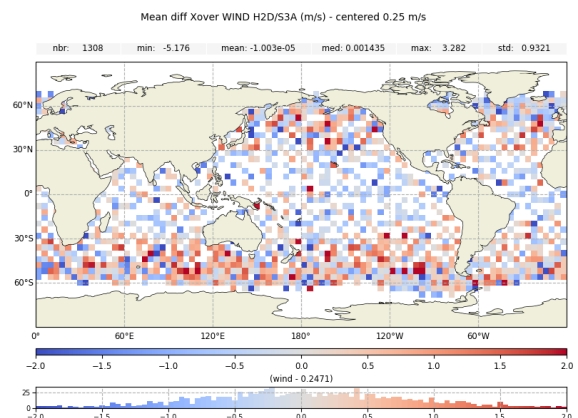 Mean diff Xover WIND H2D/S3A (m/s) - centered 0.25 m/s
nbr: 1308 min: -5.176 mean: -1.003e-05 med: 0.001435 max: 3.282 std: 0.9321
60°N
30°N
0°
30°S
60°S
0° 60°E 120°E 180° 120°W 60°W
−2.0 −1.5 −1.0 −0.5 0.0 0.5 1.0 1.5 2.0
(wind - 0.2471)
25
0
−2.0 −1.5 −1.0 −0.5 0.0 0.5 1.0 1.5 2.0